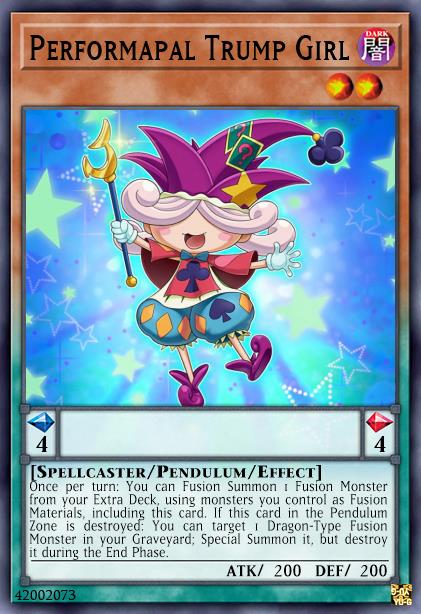 Performapal Trump Girl
DARK
闇
?
?
4
4
[Spellcaster/Pendulum/Effect]
Once per turn: You can Fusion Summon 1 Fusion Monster
from your Extra Deck, using monsters you control as Fusion
Materials, including this card. If this card in the Pendulum
Zone is destroyed: You can target 1 Dragon-Type Fusion
Monster in your Graveyard; Special Summon it, but destroy
it during the End Phase.
ATK/ 200 DEF/ 200
42002073